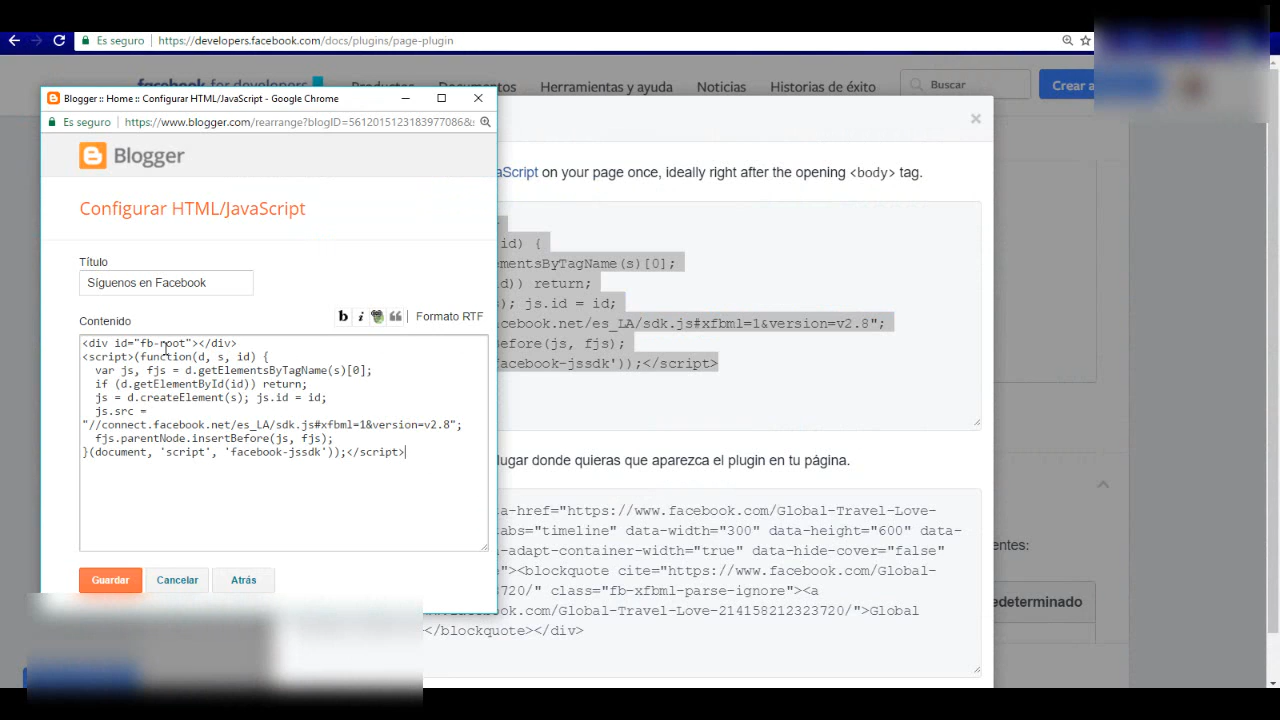 Es seguro | https://developers.facebook.com/docs/plugins/page-plugin
facebook for developers Productos Documentos Herramientas y ayuda Noticias Historias de éxito Buscar Crear a
Blogger :: Home :: Configurar HTML/JavaScript - Google Chrome
Es seguro | https://www.blogger.com/rearrange?blogID=5612015123183977086&
Blogger
Configurar HTML/JavaScript
Título
Síguenos en Facebook
Contenido
b i Formato RTF
<div id="fb-root"></div>
<script>(function(d, s, id) {
var js, fjs = d.getElementsByTagName(s)[0];
if (d.getElementById(id)) return;
js = d.createElement(s); js.id = id;
js.src =
"//connect.facebook.net/es_LA/sdk.js#xfbml=1&version=v2.8";
fjs.parentNode.insertBefore(js, fjs);
}(document, 'script', 'facebook-jssdk'));</script>
Guardar Cancelar Atrás
aScript on your page once, ideally right after the opening <body> tag.
id) {
ementsByTagName(s)[0];
id)) return;
s); js.id = id;
cebook.net/es_LA/sdk.js#xfbml=1&version=v2.8";
Before(js, fjs);
facebook-jssdk'));</script>
lugar donde quieras que aparezca el plugin en tu página.
a-href="https://www.facebook.com/Global-Travel-Love-
abs="timeline" data-width="300" data-height="600" data-
-adapt-container-width="true" data-hide-cover="false"
"><blockquote cite="https://www.facebook.com/Global-
3720/" class="fb-xfbml-parse-ignore"><a
.facebook.com/Global-Travel-Love-214158212323720/">Global
</blockquote></div>
entes:
edeterminado